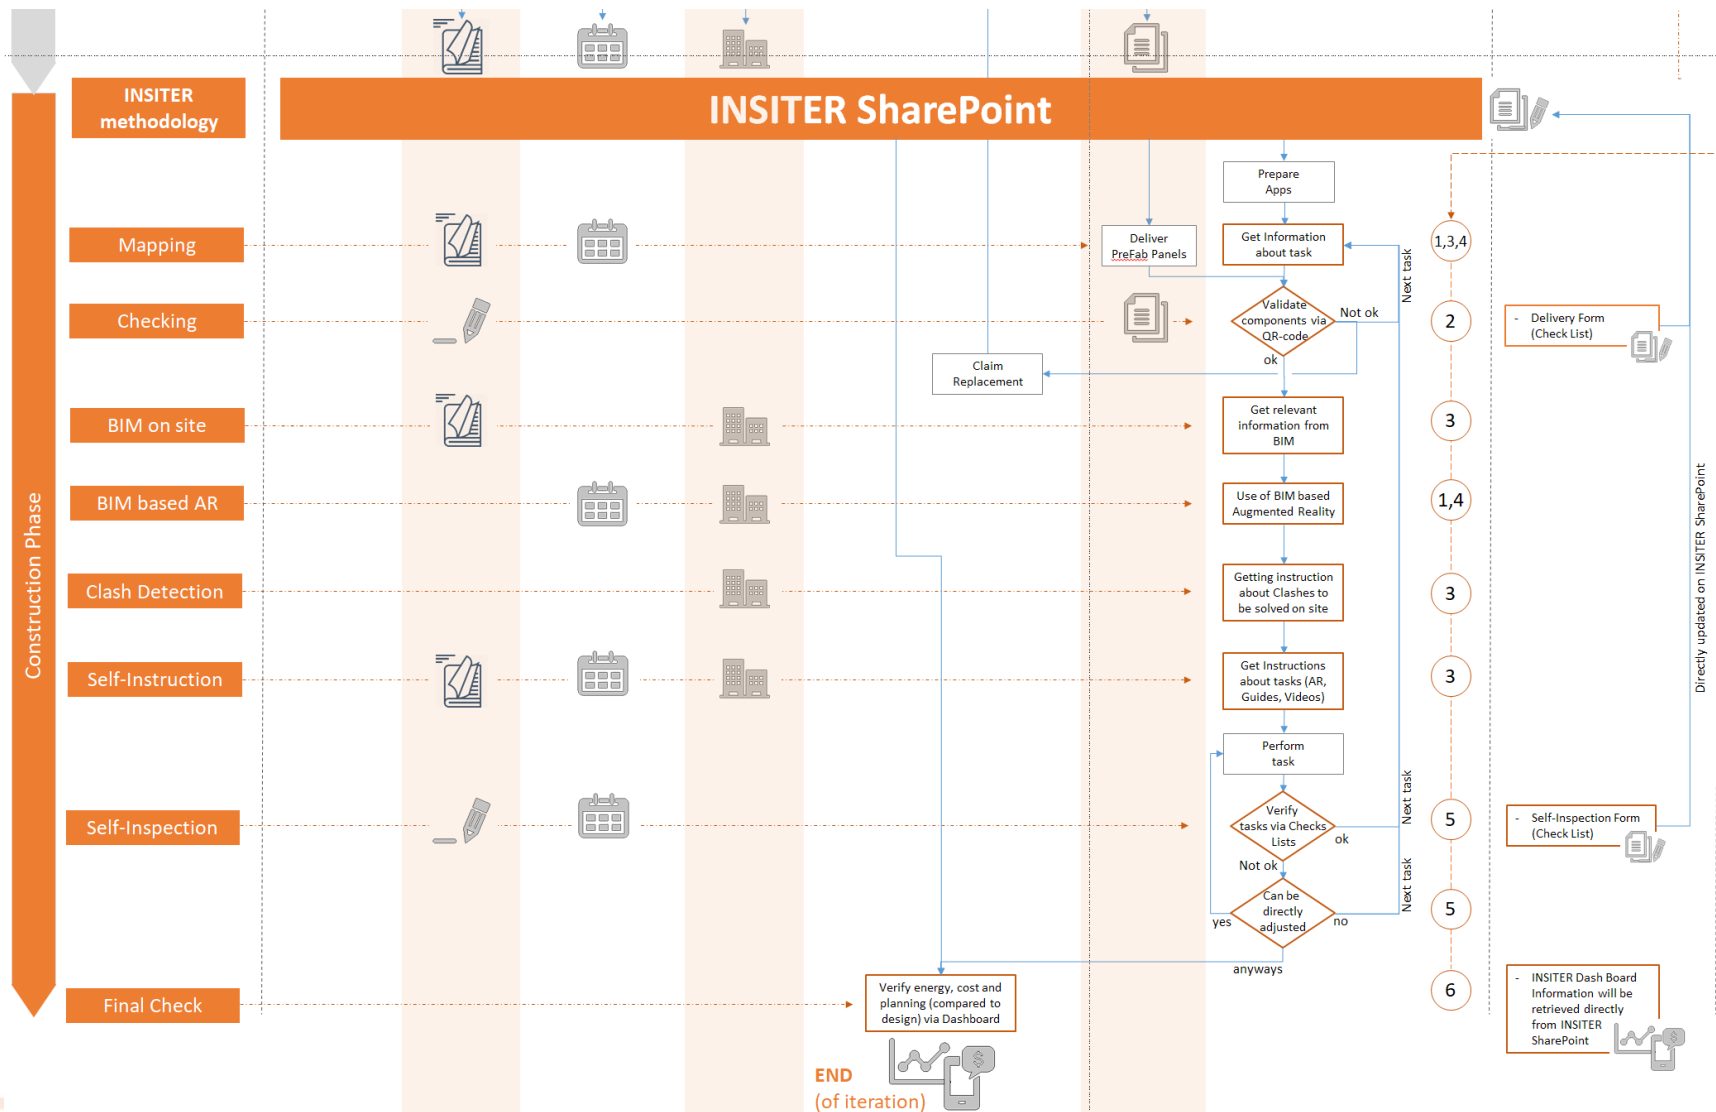 INSITER
methodology
INSITER SharePoint
Construction Phase
Prepare
Apps
Mapping
Deliver
PreFab Panels
Get Information
about task
Next task
1,3,4
Checking
Validate
components via
QR-code
Not ok
ok
2
- Delivery Form
(Check List)
Claim
Replacement
BIM on site
Get relevant
information from
BIM
3
BIM based AR
Use of BIM based
Augmented Reality
1,4
Directly updated on INSITER SharePoint
Clash Detection
Getting instruction
about Clashes to
be solved on site
3
Self-Instruction
Get Instructions
about tasks (AR,
Guides, Videos)
3
Perform
task
Next task
Self-Inspection
Verify
tasks via Checks
Lists
ok
Not ok
5
- Self-Inspection Form
(Check List)
Next task
Can be
directly
adjusted
yes
no
5
anyways
Final Check
Verify energy, cost and
planning (compared to
design) via Dashboard
6
- INSITER Dash Board
Information will be
retrieved directly
from INSITER
SharePoint
$
$
END
(of iteration)